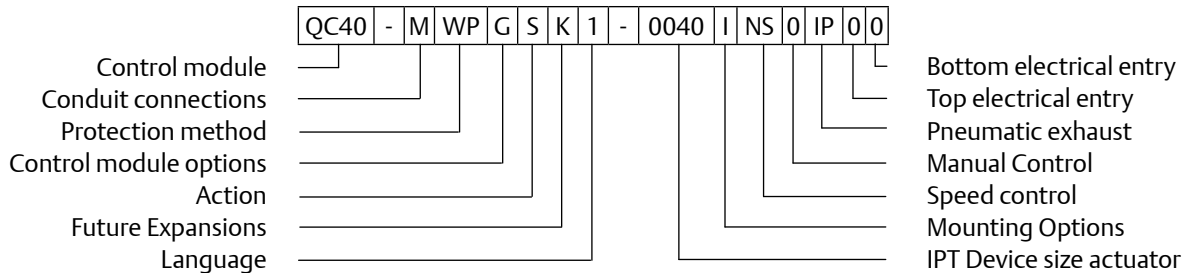 QC40 - M WP G S K 1 - 0040 I NS 0 IP 0 0
Control module
Conduit connections
Protection method
Control module options
Action
Future Expansions
Language
Bottom electrical entry
Top electrical entry
Pneumatic exhaust
Manual Control
Speed control
Mounting Options
IPT Device size actuator